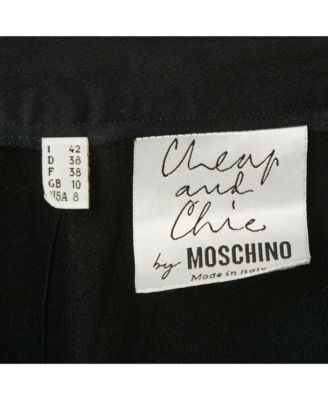 I 42
D 38
F 38
GB 10
USA 8
Cheap
and
Chic
by MOSCHINO
Made in Italy